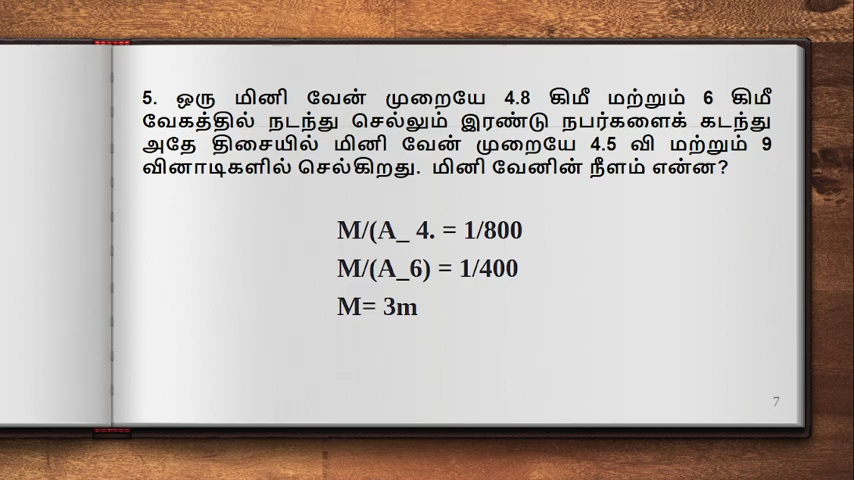 5. ஒரு மினி வேன் முறையே 4.8 கிமீ மற்றும் 6 கிமீ
வேகத்தில் நடந்து செல்லும் இரண்டு நபர்களைக் கடந்து
அதே திசையில் மினி வேன் முறையே 4.5 வி மற்றும் 9
வினாடிகளில் செல்கிறது. மினி வேனின் நீளம் என்ன?
M/(A_ 4. = 1/800
M/(A_6) = 1/400
M= 3m
7